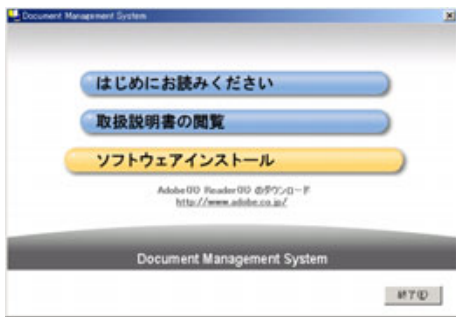 Document Management System
はじめにお読みください
取扱説明書の閲覧
ソフトウェアインストール
Adobe(R) Reader(R) のダウンロード
http://www.adobe.co.jp/
Document Management System
終了(E)